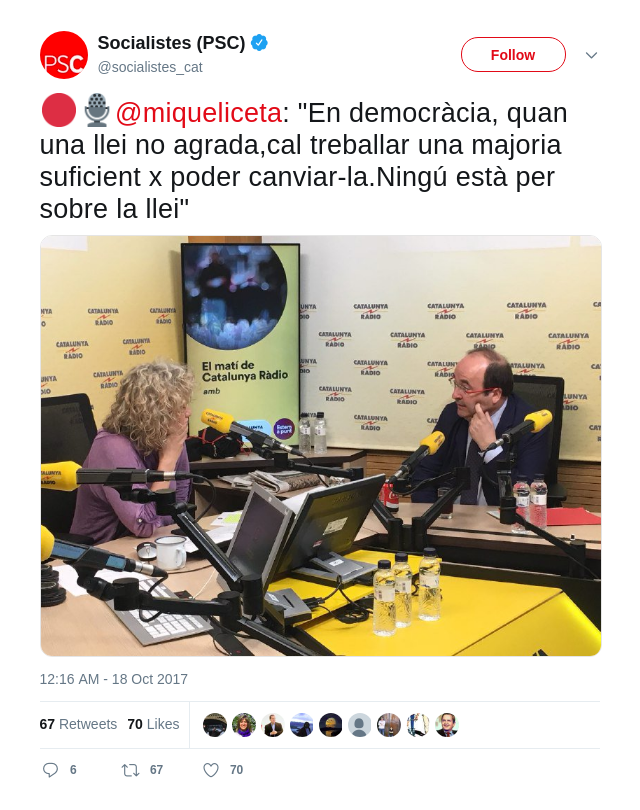 PSC
Socialistes (PSC)
@socialistes_cat
Follow
@miqueliceta: "En democràcia, quan
una llei no agrada,cal treballar una majoria
suficient x poder canviar-la.Ningú està per
sobre la llei"
CATALUNYA RÀDIO
El matí de
Catalunya Ràdio
amb
Estarà
a punt
12:16 AM - 18 Oct 2017
67 Retweets 70 Likes
6 67 70